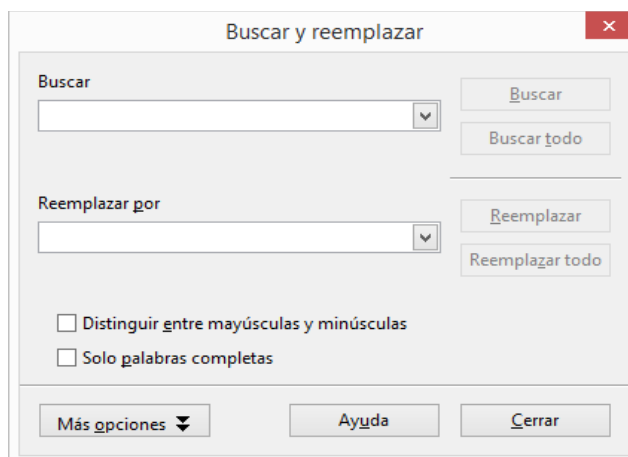 Buscar y reemplazar
Buscar
Buscar
Buscar todo
Reemplazar por
Reemplazar
Reemplazar todo
Distinguir entre mayúsculas y minúsculas
Solo palabras completas
Más opciones
Ayuda
Cerrar